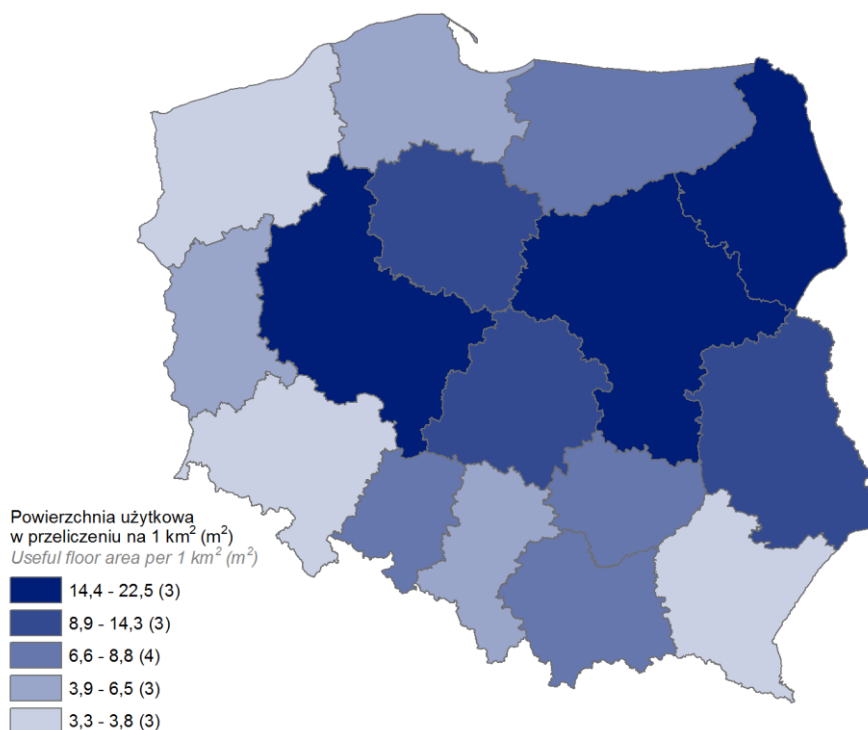 Powierzchnia użytkowa
w przeliczeniu na 1 km² (m²)
Useful floor area per 1 km² (m²)
14,4 - 22,5 (3)
8,9 - 14,3 (3)
6,6 - 8,8 (4)
3,9 - 6,5 (3)
3,3 - 3,8 (3)